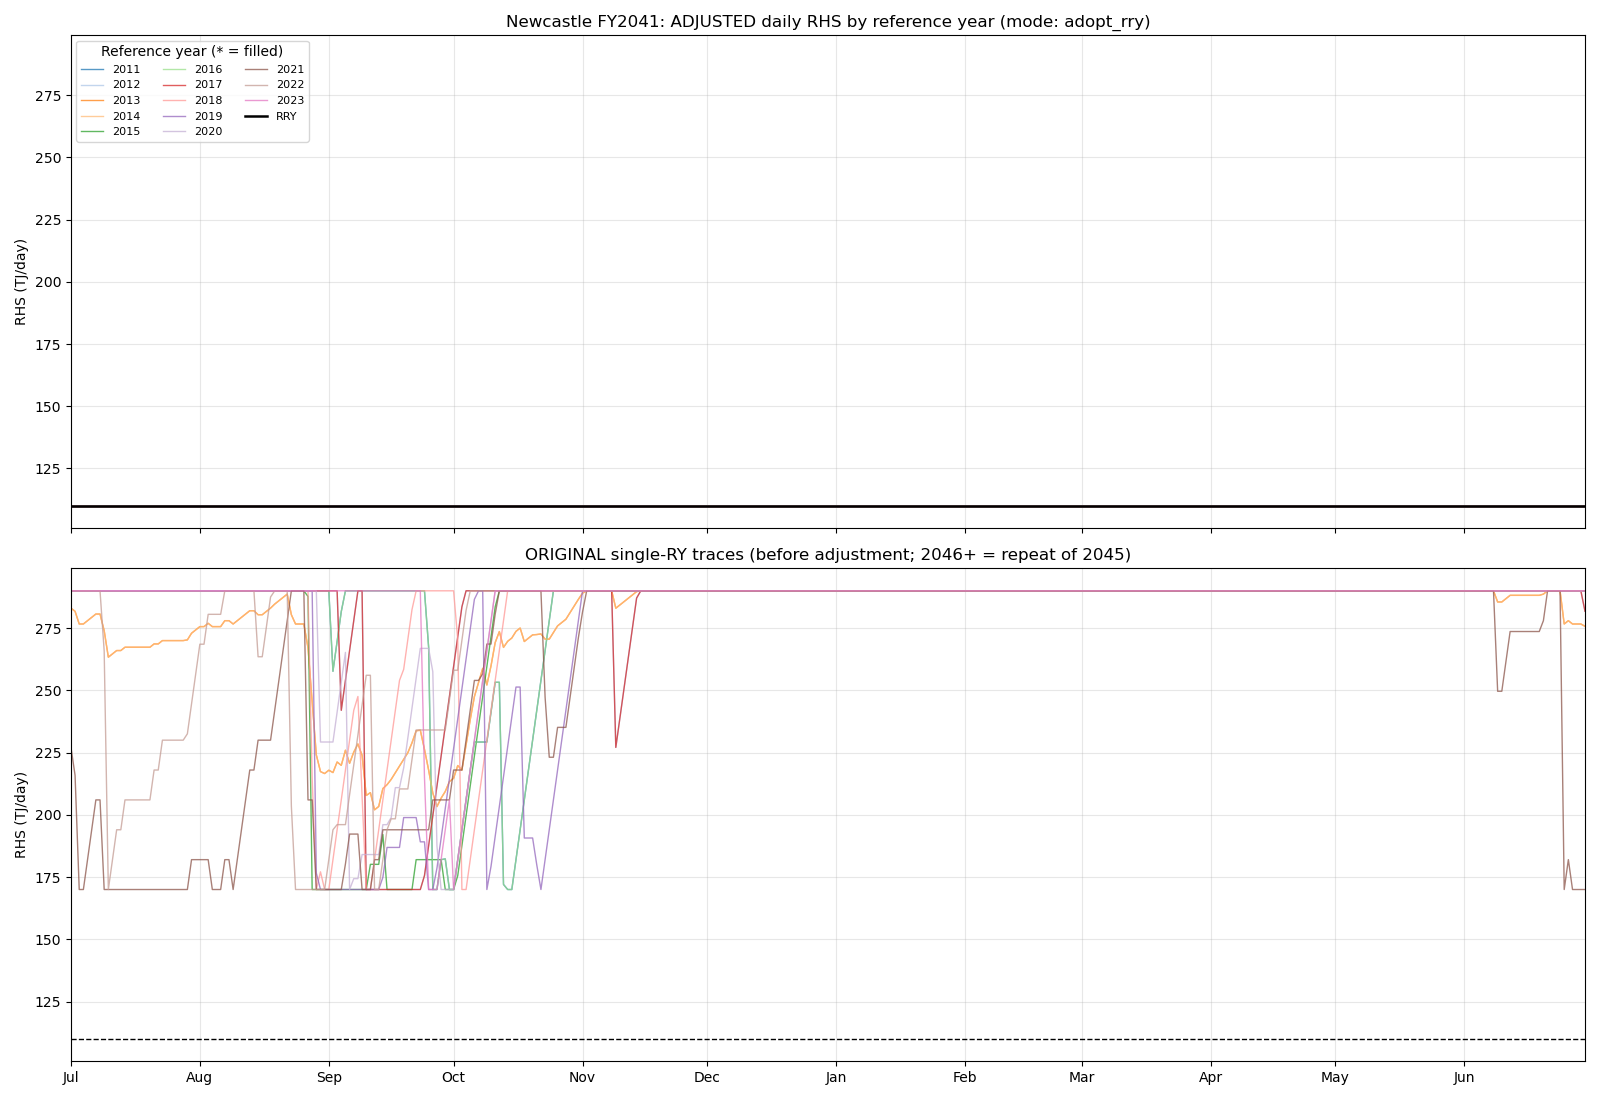 Newcastle FY2041: ADJUSTED daily RHS by reference year (mode: adopt_rry)
Reference year (* = filled)
2011 2016 2021
2012 2017 2022
2013 2018 2023
2014 2019 RRY
2015 2020
RHS (TJ/day)
275
250
225
200
175
150
125
ORIGINAL single-RY traces (before adjustment; 2046+ = repeat of 2045)
RHS (TJ/day)
275
250
225
200
175
150
125
Jul Aug Sep Oct Nov Dec Jan Feb Mar Apr May Jun